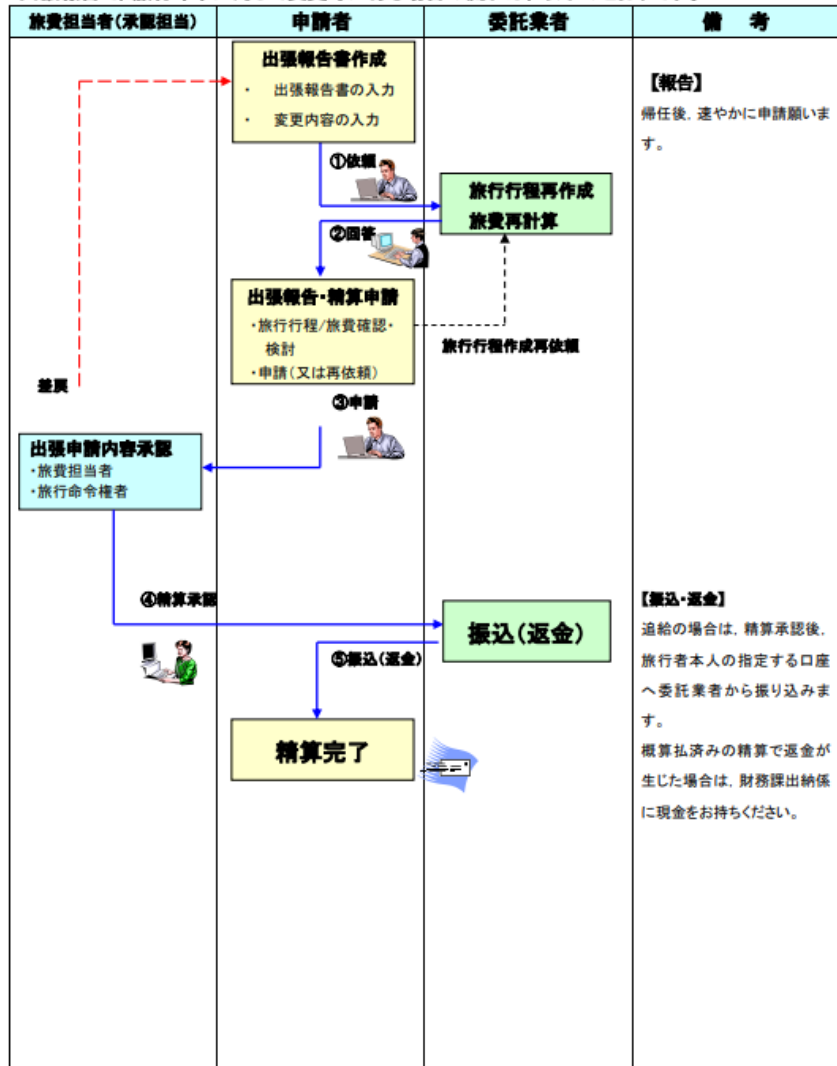 旅費担当者(承認担当)
申請者
委託業者
備　考
出張報告書作成
・ 出張報告書の入力
・ 変更内容の入力
【報告】
帰任後, 速やかに申請願いま
す。
①依頼
旅行行程再作成
旅費再計算
②回答
出張報告・精算申請
・旅行行程/旅費確認・
検討
・申請(又は再依頼)
旅行行程作成再依頼
差戻
③申請
出張申請内容承認
・旅費担当者
・旅行命令権者
④精算承認
振込(返金)
【振込・返金】
追給の場合は, 精算承認後,
旅行者本人の指定する口座
へ委託業者から振り込みま
す。
概算払済みの精算で返金が
生じた場合は, 財務課出納係
に現金をお持ちください。
⑤振込(返金)
精算完了